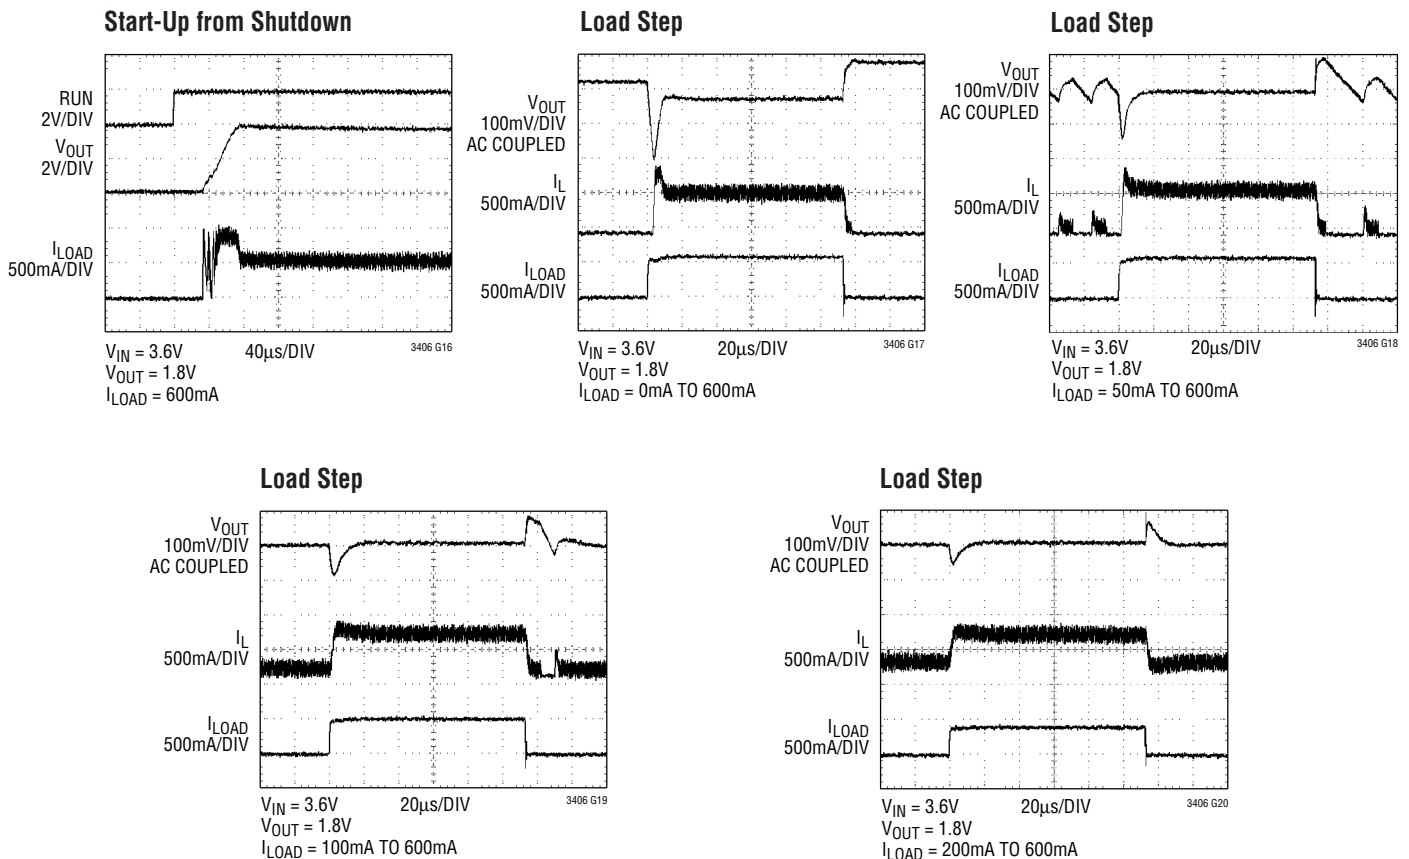 Start-Up from Shutdown
RUN
2V/DIV
VOUT
2V/DIV
ILOAD
500mA/DIV
VIN = 3.6V
VOUT = 1.8V
ILOAD = 600mA
40µs/DIV
3406 G16
Load Step
VOUT
100mV/DIV
AC COUPLED
IL
500mA/DIV
ILOAD
500mA/DIV
VIN = 3.6V
VOUT = 1.8V
ILOAD = 0mA TO 600mA
20µs/DIV
3406 G17
Load Step
VOUT
100mV/DIV
AC COUPLED
IL
500mA/DIV
ILOAD
500mA/DIV
VIN = 3.6V
VOUT = 1.8V
ILOAD = 50mA TO 600mA
20µs/DIV
3406 G18
Load Step
VOUT
100mV/DIV
AC COUPLED
IL
500mA/DIV
ILOAD
500mA/DIV
VIN = 3.6V
VOUT = 1.8V
ILOAD = 100mA TO 600mA
20µs/DIV
3406 G19
Load Step
VOUT
100mV/DIV
AC COUPLED
IL
500mA/DIV
ILOAD
500mA/DIV
VIN = 3.6V
VOUT = 1.8V
ILOAD = 200mA TO 600mA
20µs/DIV
3406 G20